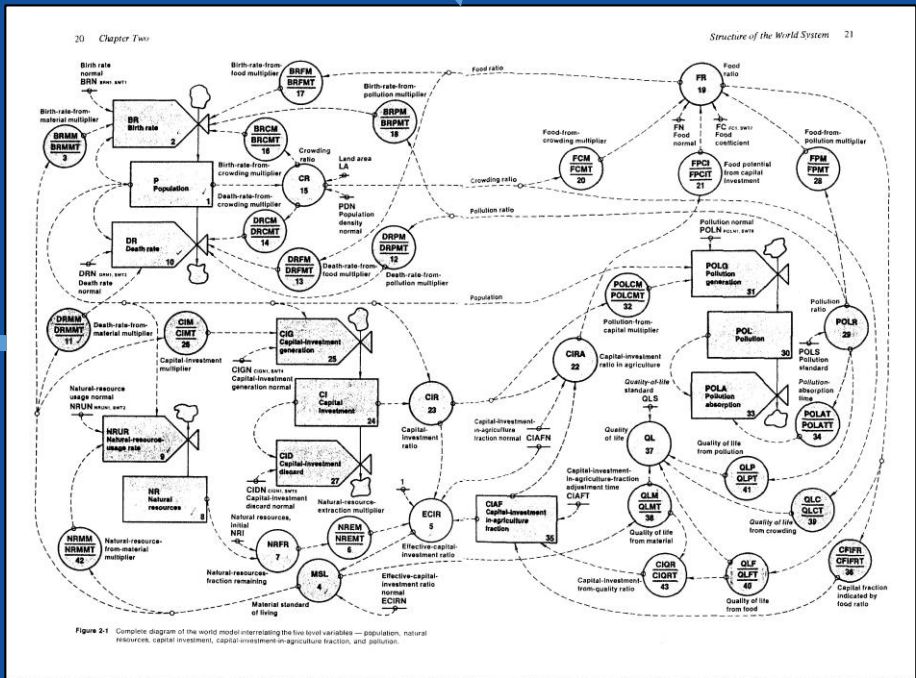 20 Chapter Two
Structure of the World System 21
Birth rate
normal
BRN BRN1, SWT1
Birth-rate-from-
food multiplier
BRFM
BRFMT
17
Food ratio
FR
19
Food
ratio
Birth-rate-from-
material multiplier
BRMM
BRMMT
3
BR
Birth rate
2
Birth-rate-from-
pollution multiplier
BRPM
BRPMT
18
BRCM
BRCMT
16
FN
Food
normal
FC FC1, SWT7
Food
coefficient
Food-from-
crowding multiplier
FCM
FCMT
20
Food-from-
pollution multiplier
FPM
FPMT
28
FPCI
FPCIT
21
Food potential
from capital
investment
P
Population
1
Birth-rate-from-
crowding multiplier
Crowding
ratio
CR
15
Land area
LA
Crowding ratio
Death-rate-from-
crowding multiplier
DRCM
DRCMT
14
PDN
Population
density
normal
Pollution ratio
DR
Death rate
10
DRN DRN1, SWT3
Death rate
normal
DRFM
DRFMT
13
Death-rate-from-
food multiplier
DRPM
DRPMT
12
Death-rate-from-
pollution multiplier
Pollution normal
POLN POLN1, SWT6
POLG
Pollution
generation
31
Population
DRMM
DRMMT
11
Death-rate-from-
material multiplier
CIM
CIMT
26
Capital-investment
multiplier
CIG
Capital-investment
generation
25
CIGN CIGN1, SWT4
Capital-investment
generation normal
POLCM
POLCMT
32
Pollution-from-
capital multiplier
POL
Pollution
30
Pollution
ratio
POLR
29
POLS
Pollution
standard
CIRA
22
Capital-investment
ratio in agriculture
Natural-resource
usage normal
NRUN NRUN1, SWT2
NRUR
Natural-resource-
usage rate
9
CI
Capital
investment
24
CIR
23
Capital-
investment
ratio
Quality-of-life
standard
QLS
POLA
Pollution
absorption
33
Pollution-
absorption
time
POLAT
POLATT
34
Capital-investment-
in-agriculture
fraction normal
CIAFN
Quality
of life
QL
37
CID
Capital-investment
discard
27
CIDN CIDN1, SWT5
Capital-investment
discard normal
NR
Natural
resources
8
Natural resources,
initial
NRI
Natural-resource-
extraction multiplier
1
Capital-investment-
in-agriculture-fraction
adjustment time
CIAFT
Quality of life
from pollution
QLP
QLPT
41
QLM
QLMT
38
Quality of life
from material
QLC
QLCT
39
Quality of life
from crowding
NRFR
7
Natural-resources-
fraction remaining
NREM
NREMT
6
ECIR
5
Effective-capital-
investment ratio
CIAF
Capital-investment
in-agriculture
fraction
35
NRMM
NRMMT
42
Natural-resource-
from-material
multiplier
MSL
4
Material standard
of living
Effective-capital-
investment ratio
normal
ECIRN
Capital-investment-
from-quality ratio
CIQR
CIQRT
43
QLF
QLFT
40
Quality of life
from food
CFIFR
CFIFRT
36
Capital fraction
indicated by
food ratio
Figure 2-1 Complete diagram of the world model interrelating the five level variables — population, natural
resources, capital investment, capital-investment-in-agriculture fraction, and pollution.